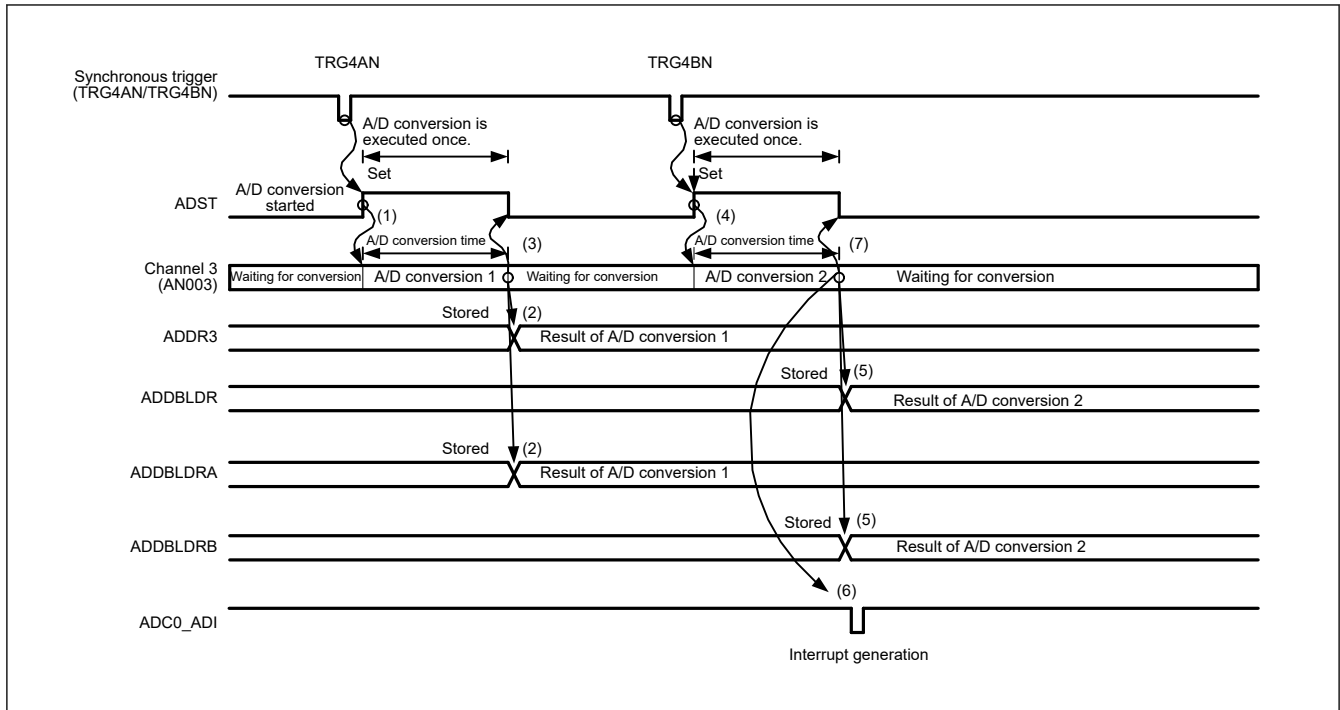 TRG4AN
TRG4BN
Synchronous trigger
(TRG4AN/TRG4BN)
A/D conversion is
executed once.
A/D conversion is
executed once.
Set
Set
A/D conversion
started
ADST
(1)
(4)
A/D conversion time
(3)
A/D conversion time
(7)
Channel 3
(AN003)
Waiting for conversion
A/D conversion 1
Waiting for conversion
A/D conversion 2
Waiting for conversion
Stored
(2)
ADDR3
Result of A/D conversion 1
Stored
(5)
ADDBLDR
Result of A/D conversion 2
Stored
(2)
ADDBLDRA
Result of A/D conversion 1
Stored
(5)
ADDBLDRB
Result of A/D conversion 2
(6)
ADC0_ADI
Interrupt generation